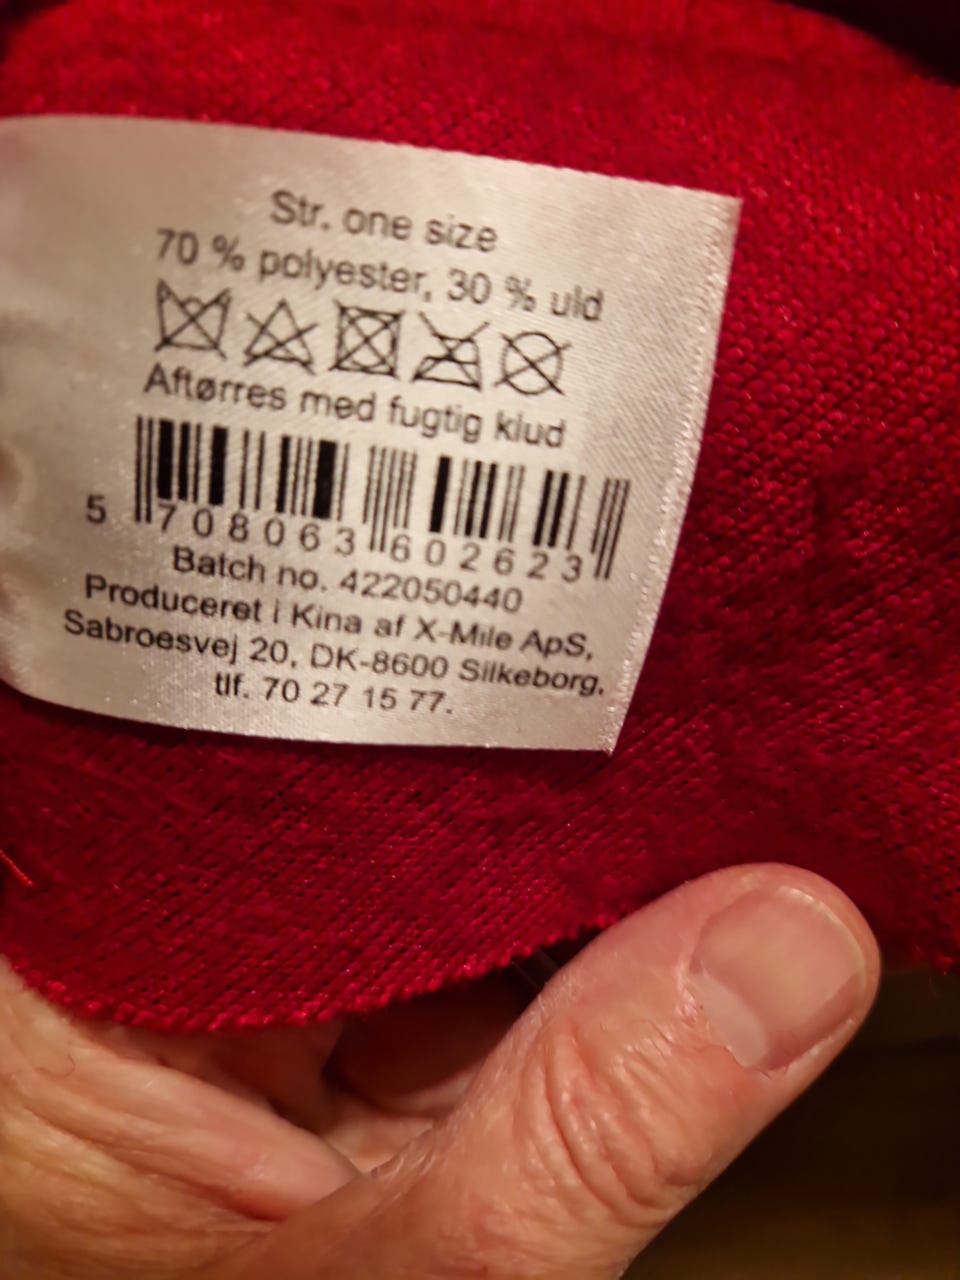 Str. one size
70 % polyester, 30 % uld
Aftørres med fugtig klud
5 708063 602623
Batch no. 422050440
Produceret i Kina af X-Mile ApS,
Sabroesvej 20, DK-8600 Silkeborg,
tlf. 70 27 15 77.